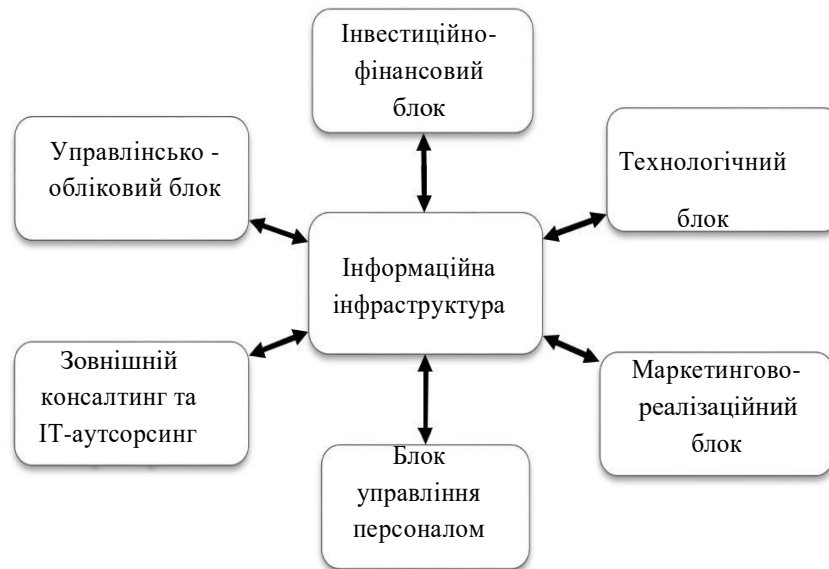 Інвестиційно-
фінансовий
блок
Управлінсько -
обліковий блок
Технологічний
блок
Інформаційна
інфраструктура
Зовнішній
консалтинг та
ІТ-аутсорсинг
Маркетингово-
реалізаційний
блок
Блок
управління
персоналом